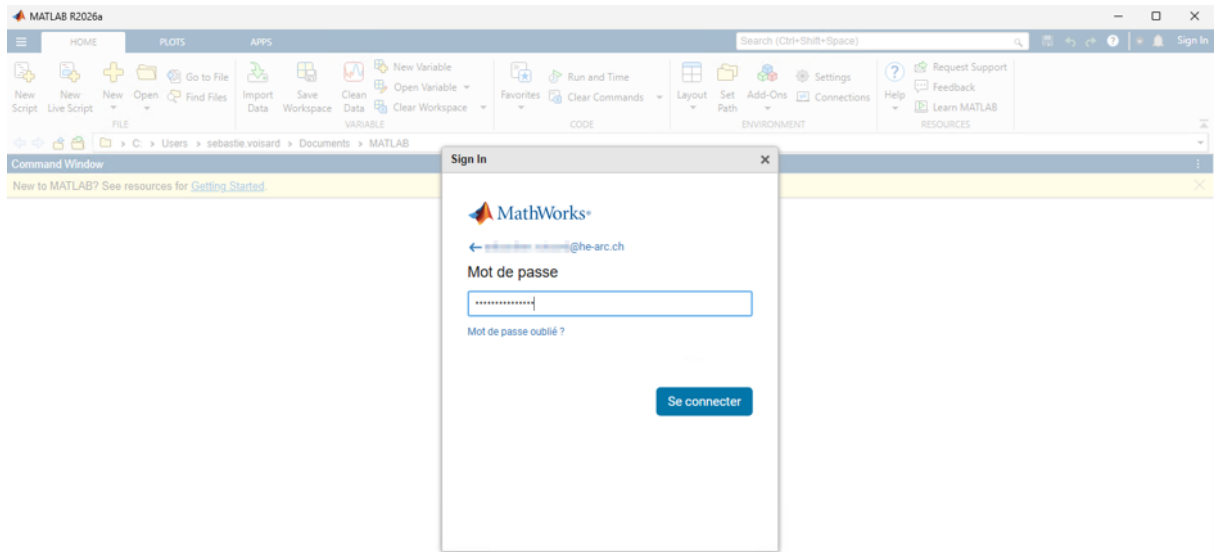 MATLAB R2026a
HOME PLOTS APPS Search (Ctrl+Shift+Space) Sign In
New Script New Live Script New Open Go to File Find Files FILE
Import Data Save Workspace Clean Data New Variable Open Variable Clear Workspace VARIABLE
Favorites Run and Time Clear Commands CODE
Layout Set Path Add-Ons Settings Connections ENVIRONMENT
Help Request Support Feedback Learn MATLAB RESOURCES
C: Users sebastie.voisard Documents MATLAB
Command Window
New to MATLAB? See resources for Getting Started.
Sign In
MathWorks®
@he-arc.ch
Mot de passe
***************
Mot de passe oublié ?
Se connecter